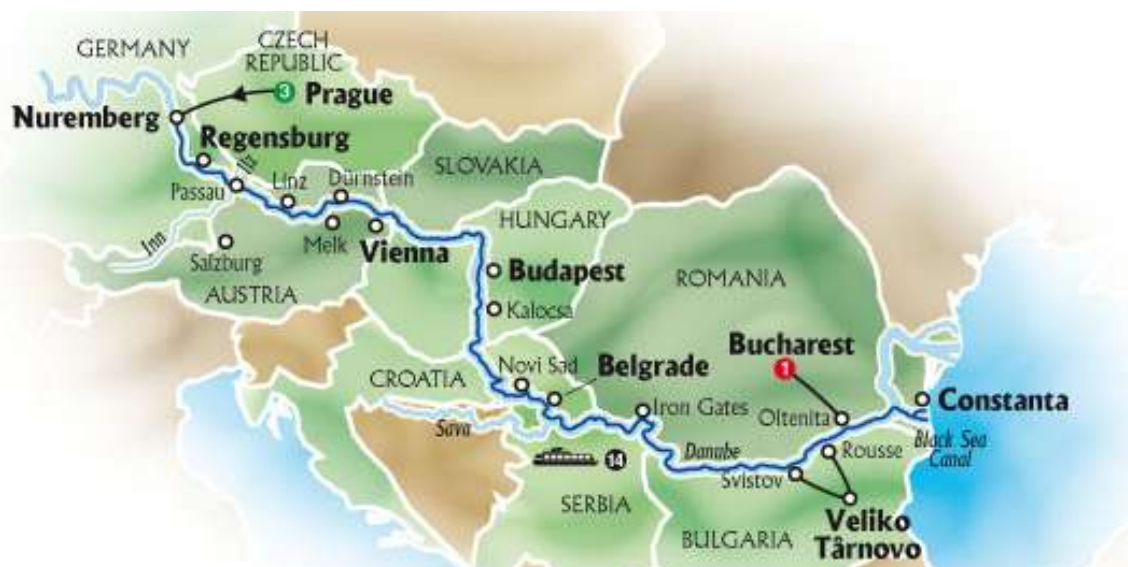 GERMANY
CZECH
REPUBLIC
3 Prague
Nuremberg
Regensburg
Ilz
Passau
Linz
Dürnstein
SLOVAKIA
HUNGARY
Inn
Salzburg
Melk
Vienna
AUSTRIA
Budapest
Kalocsa
ROMANIA
Bucharest
1
Novi Sad
Belgrade
CROATIA
Sava
Iron Gates
Oltenita
Constanta
Black Sea
Canal
Danube
Rousse
14
Svistov
SERBIA
Veliko
Târnovo
BULGARIA